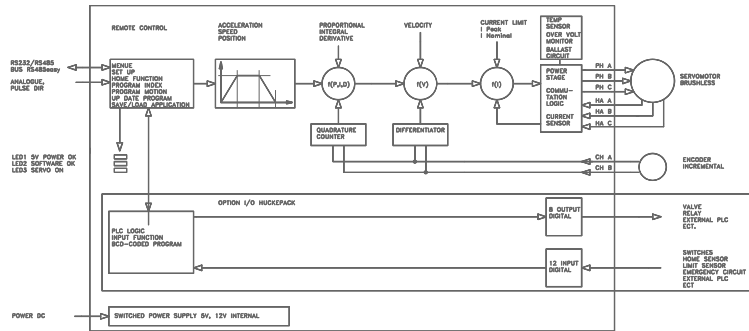 REMOTE CONTROL
ACCELERATION
SPEED
POSITION
PROPORTIONAL
INTEGRAL
DERIVATIVE
VELOCITY
CURRENT LIMIT
I Peak
I Nominal
TEMP
SENSOR
OVER VOLT
MONITOR
BALLAST
CIRCUIT
RS232/RS485
BUS RS485easy
ANALOGUE,
PULSE DIR
MENUE
SET UP
HOME FUNCTION
PROGRAM INDEX
PROGRAM MOTION
UP DATE PROGRAM
SAVE/LOAD APPLICATION
f(P,I,D)
f(V)
f(I)
POWER
STAGE
COMMU-
TATION
LOGIC
CURRENT
SENSOR
PH A
PH B
PH C
HA A
HA B
HA C
SERVOMOTOR
BRUSHLESS
QUADRATURE
COUNTER
DIFFERENTIATOR
LED1 5V POWER OK
LED2 SOFTWARE OK
LED3 SERVO ON
CH A
CH B
ENCODER
INCREMENTAL
OPTION I/O HUCKEPACK
PLC LOGIC
INPUT FUNCTION
BCD-CODED PROGRAM
8 OUTPUT
DIGITAL
VALVE
RELAY
EXTERNAL PLC
ECT.
12 INPUT
DIGITAL
SWITCHES
HOME SENSOR
LIMIT SENSOR
EMERGENCY CIRCUIT
EXTERNAL PLC
ECT
POWER DC
SWITCHED POWER SUPPLY 5V, 12V INTERNAL